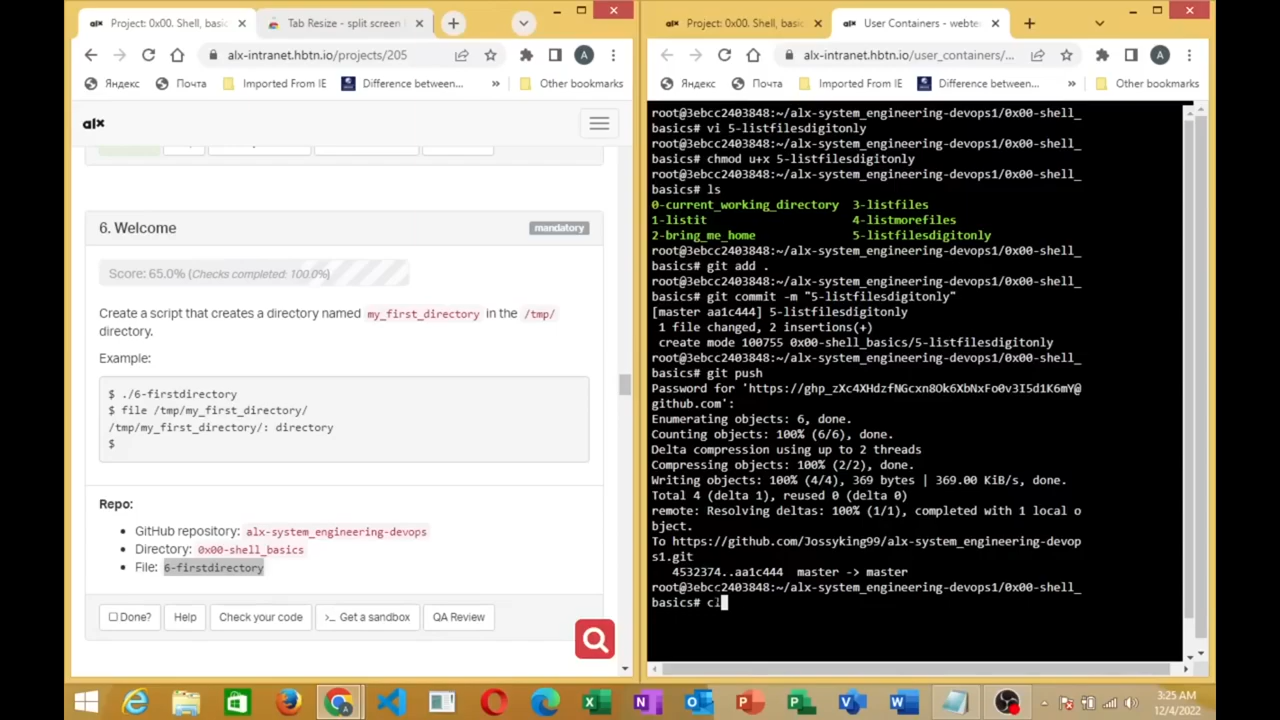 Project: 0x00. Shell, basic
Tab Resize - split screen
Project: 0x00. Shell, basic
User Containers - webter
alx-intranet.hbtn.io/projects/205
A
alx-intranet.hbtn.io/user_containers/...
A
Яндекс
Почта
Imported From IE
Difference between...
»
Other bookmarks
Яндекс
Почта
Imported From IE
Difference between...
»
Other bookmarks
alx
6. Welcome
mandatory
Score: 65.0% (Checks completed: 100.0%)
Create a script that creates a directory named my_first_directory in the /tmp/
directory.
Example:
$ ./6-firstdirectory
$ file /tmp/my_first_directory/
/tmp/my_first_directory/: directory
$
Repo:
GitHub repository: alx-system_engineering-devops
Directory: 0x00-shell_basics
File: 6-firstdirectory
Done?
Help
Check your code
>_ Get a sandbox
QA Review
root@3ebcc2403848:~/alx-system_engineering-devops1/0x00-shell_
basics# vi 5-listfilesdigitonly
root@3ebcc2403848:~/alx-system_engineering-devops1/0x00-shell_
basics# chmod u+x 5-listfilesdigitonly
root@3ebcc2403848:~/alx-system_engineering-devops1/0x00-shell_
basics# ls
0-current_working_directory 3-listfiles
1-listit 4-listmorefiles
2-bring_me_home 5-listfilesdigitonly
root@3ebcc2403848:~/alx-system_engineering-devops1/0x00-shell_
basics# git add .
root@3ebcc2403848:~/alx-system_engineering-devops1/0x00-shell_
basics# git commit -m "5-listfilesdigitonly"
[master aa1c444] 5-listfilesdigitonly
1 file changed, 2 insertions(+)
create mode 100755 0x00-shell_basics/5-listfilesdigitonly
root@3ebcc2403848:~/alx-system_engineering-devops1/0x00-shell_
basics# git push
Password for 'https://ghp_zXc4XHdzfNGcxn8Ok6XbNxFo0v3I5d1K6mY@
github.com':
Enumerating objects: 6, done.
Counting objects: 100% (6/6), done.
Delta compression using up to 2 threads
Compressing objects: 100% (2/2), done.
Writing objects: 100% (4/4), 369 bytes | 369.00 KiB/s, done.
Total 4 (delta 1), reused 0 (delta 0)
remote: Resolving deltas: 100% (1/1), completed with 1 local o
bject.
To https://github.com/Jossyking99/alx-system_engineering-devop
s1.git
4532374..aa1c444 master -> master
root@3ebcc2403848:~/alx-system_engineering-devops1/0x00-shell_
basics# cl
3:25 AM
12/4/2022